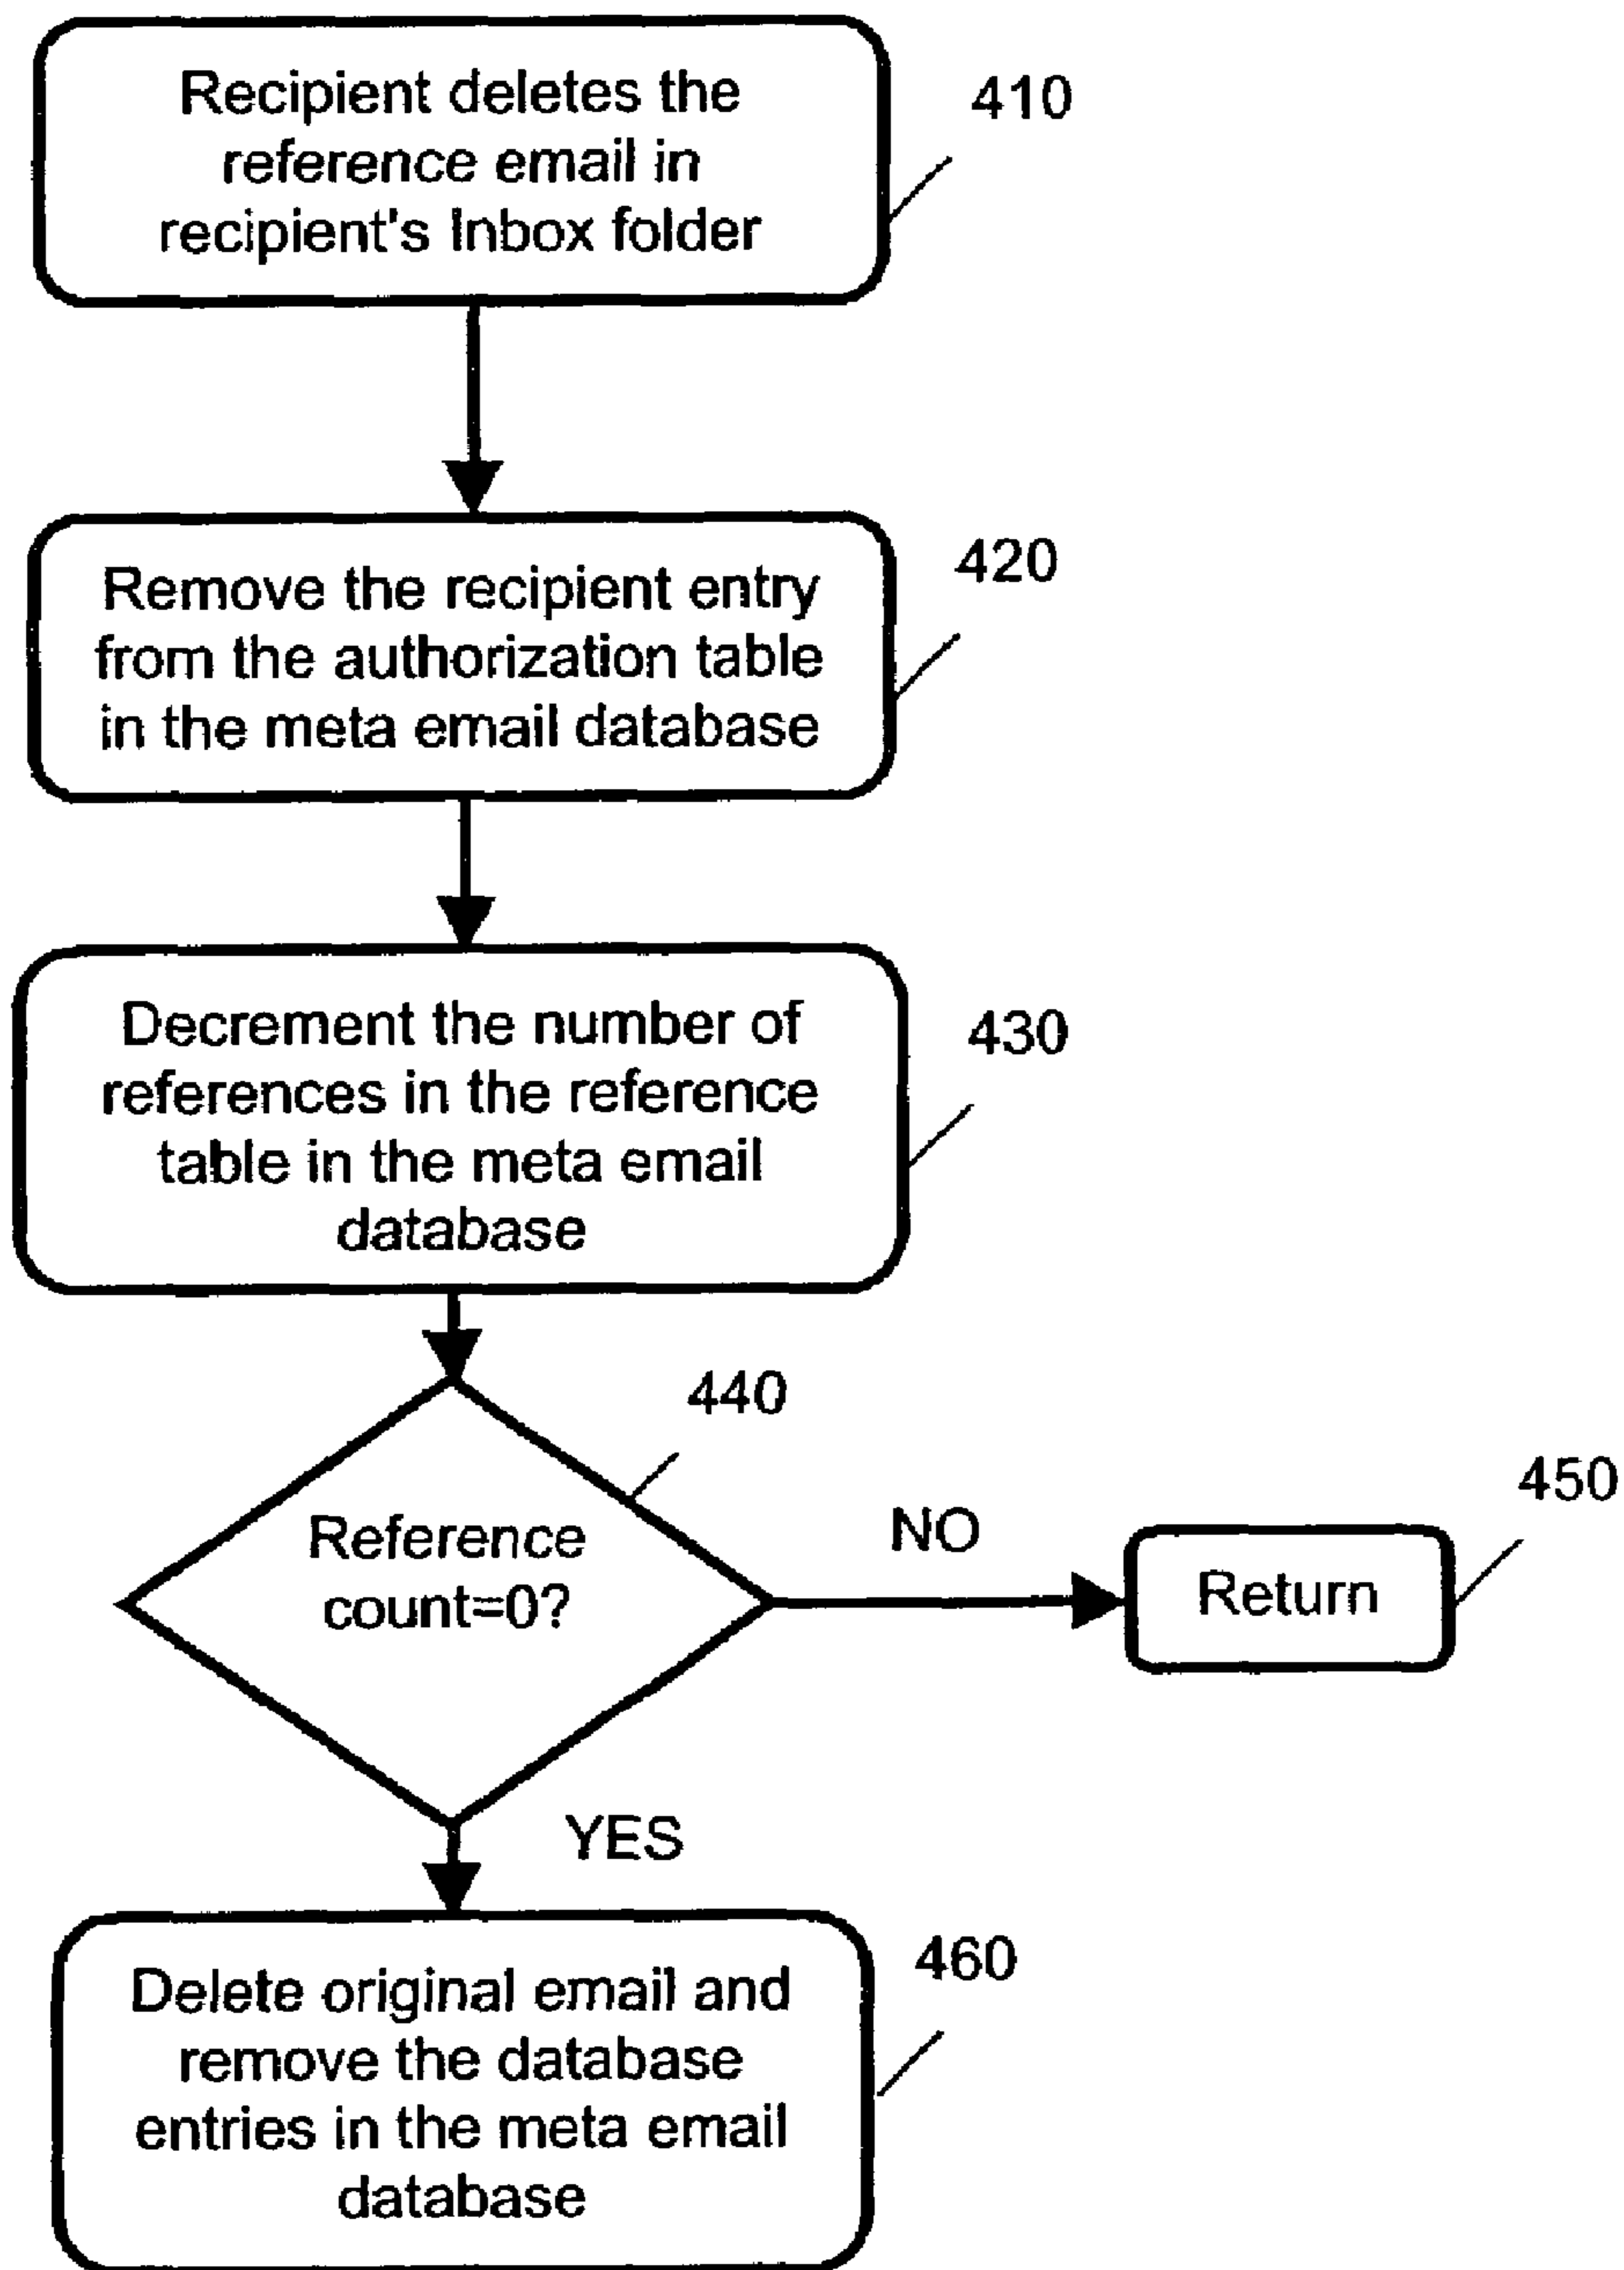 Recipient deletes the
reference email in
recipient's Inbox folder
410
Remove the recipient entry
from the authorization table
in the meta email database
420
Decrement the number of
references in the reference
table in the meta email
database
430
440
Reference
count=0?
NO
450
Return
YES
460
Delete original email and
remove the database
entries in the meta email
database